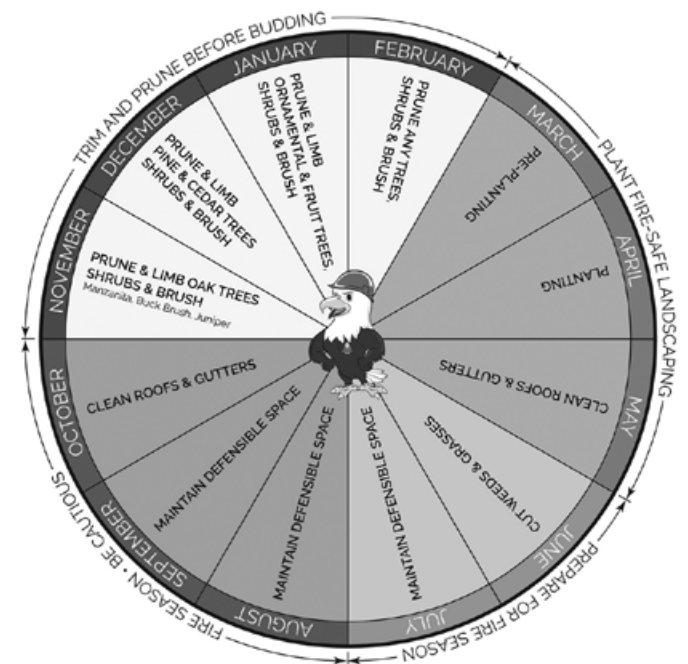 TRIM AND PRUNE BEFORE BUDDING
JANUARY
PRUNE & LIMB
ORNAMENTAL & FRUIT TREES,
SHRUBS & BRUSH
FEBRUARY
PRUNE ANY TREES,
SHRUBS & BRUSH
PLANT FIRE-SAFE LANDSCAPING
MARCH
PRE-PLANTING
APRIL
PLANTING
MAY
CLEAN ROOFS & GUTTERS
PREPARE FOR FIRE SEASON
JUNE
CUT WEEDS & GRASSES
JULY
MAINTAIN DEFENSIBLE SPACE
FIRE SEASON • BE CAUTIOUS
AUGUST
MAINTAIN DEFENSIBLE SPACE
SEPTEMBER
MAINTAIN DEFENSIBLE SPACE
OCTOBER
CLEAN ROOFS & GUTTERS
NOVEMBER
PRUNE & LIMB OAK TREES
SHRUBS & BRUSH
Manzanita, Buck Brush, Juniper
DECEMBER
PRUNE & LIMB
PINE & CEDAR TREES
SHRUBS & BRUSH